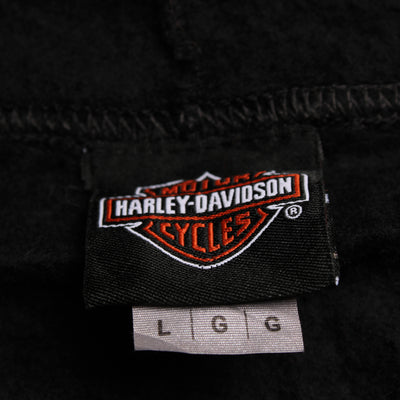 MOTOR
HARLEY-DAVIDSON
®
CYCLES
L G G